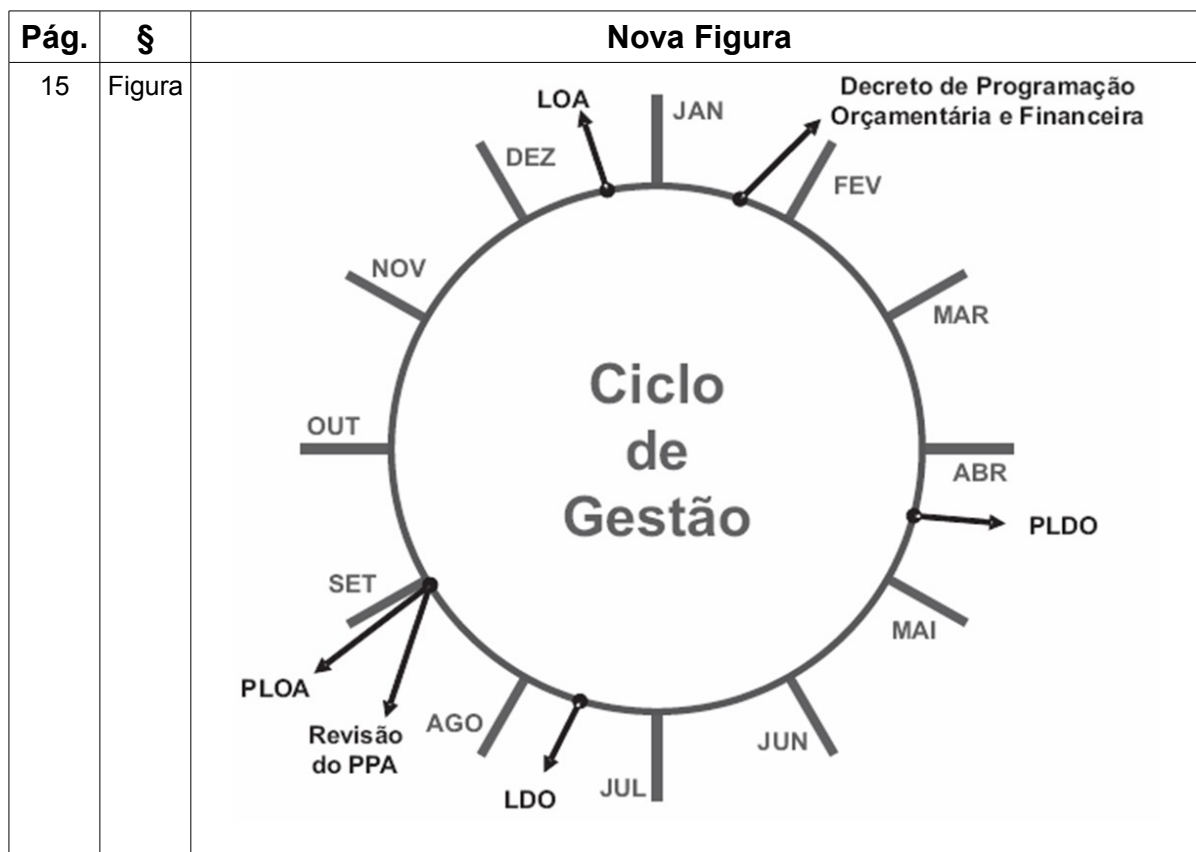 Pág. § Nova Figura
15 Figura
Decreto de Programação
Orçamentária e Financeira
LOA
JAN
DEZ
FEV
NOV
MAR
Ciclo
de
Gestão
OUT
ABR
PLDO
SET
MAI
PLOA
Revisão
do PPA
AGO
JUN
LDO
JUL